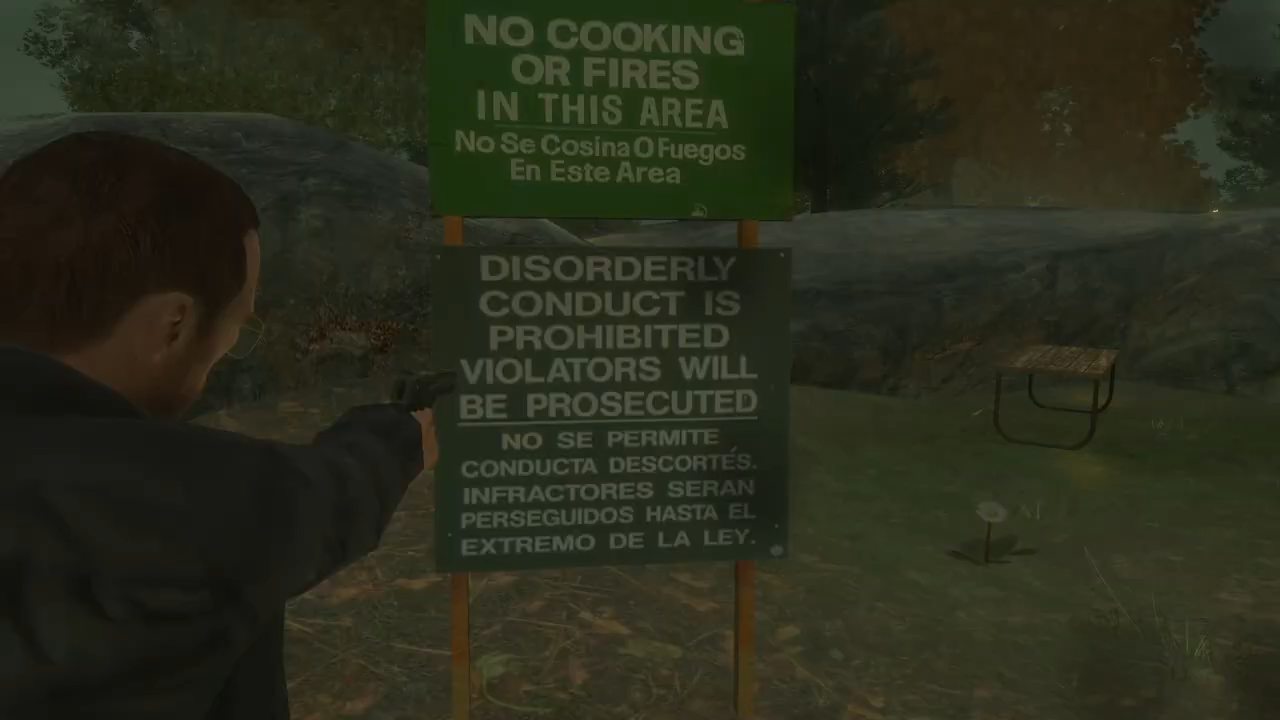 NO COOKING
OR FIRES
IN THIS AREA
No Se Cosina O Fuegos
En Este Area
DISORDERLY
CONDUCT IS
PROHIBITED
VIOLATORS WILL
BE PROSECUTED
NO SE PERMITE
CONDUCTA DESCORTÉS.
INFRACTORES SERAN
PERSEGUIDOS HASTA EL
EXTREMO DE LA LEY.